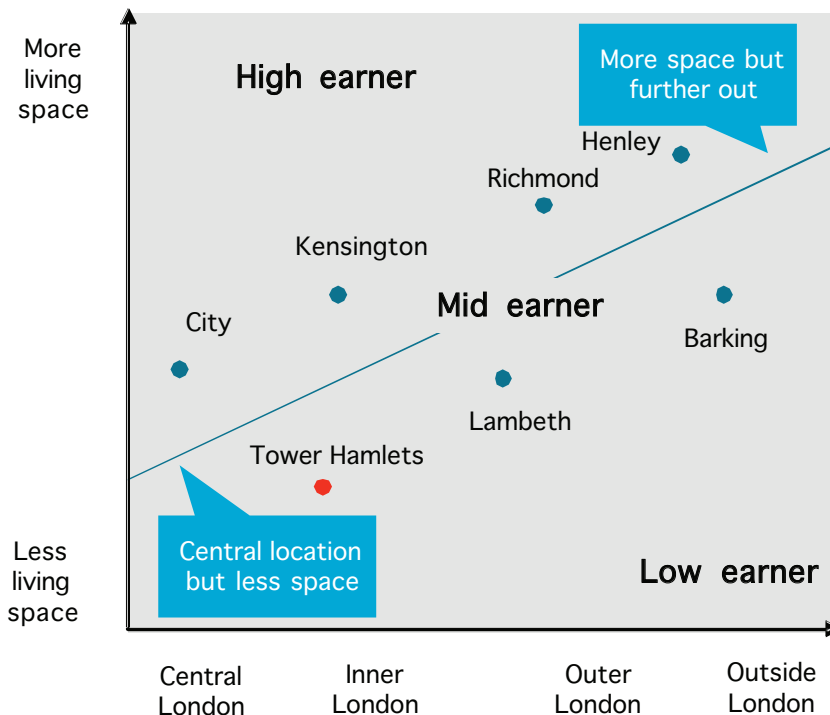 More
living
space
High earner
More space but
further out
Henley
Richmond
Kensington
Mid earner
City
Barking
Lambeth
Tower Hamlets
Central location
but less space
Less
living
space
Low earner
Central
London
Inner
London
Outer
London
Outside
London